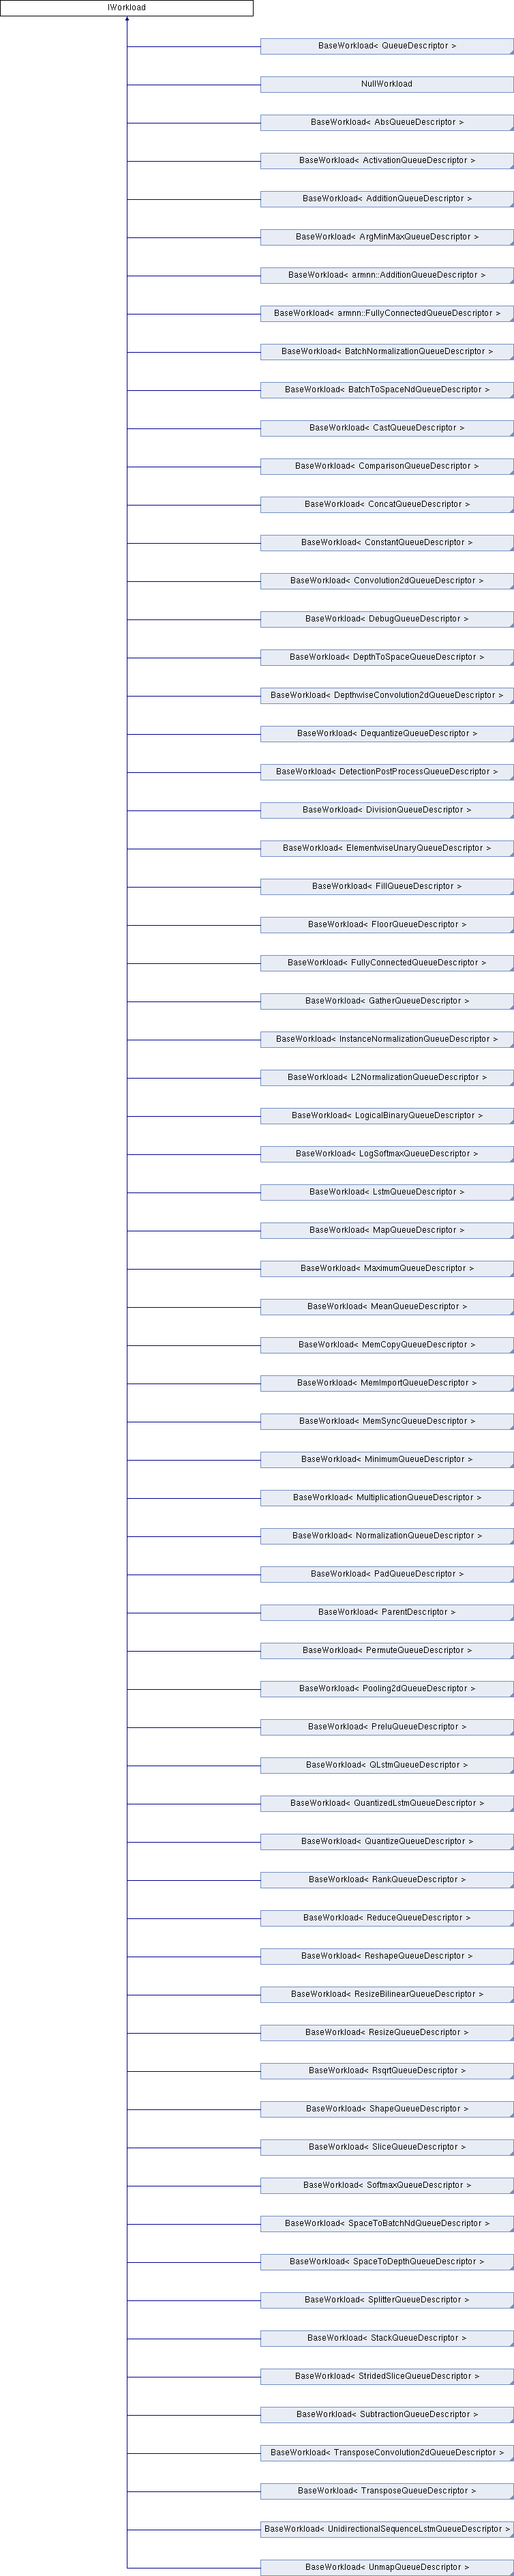 IWorkload
BaseWorkload< QueueDescriptor >
NullWorkload
BaseWorkload< AbsQueueDescriptor >
BaseWorkload< ActivationQueueDescriptor >
BaseWorkload< AdditionQueueDescriptor >
BaseWorkload< ArgMinMaxQueueDescriptor >
BaseWorkload< armnn::AdditionQueueDescriptor >
BaseWorkload< armnn::FullyConnectedQueueDescriptor >
BaseWorkload< BatchNormalizationQueueDescriptor >
BaseWorkload< BatchToSpaceNdQueueDescriptor >
BaseWorkload< CastQueueDescriptor >
BaseWorkload< ComparisonQueueDescriptor >
BaseWorkload< ConcatQueueDescriptor >
BaseWorkload< ConstantQueueDescriptor >
BaseWorkload< Convolution2dQueueDescriptor >
BaseWorkload< DebugQueueDescriptor >
BaseWorkload< DepthToSpaceQueueDescriptor >
BaseWorkload< DepthwiseConvolution2dQueueDescriptor >
BaseWorkload< DequantizeQueueDescriptor >
BaseWorkload< DetectionPostProcessQueueDescriptor >
BaseWorkload< DivisionQueueDescriptor >
BaseWorkload< ElementwiseUnaryQueueDescriptor >
BaseWorkload< FillQueueDescriptor >
BaseWorkload< FloorQueueDescriptor >
BaseWorkload< FullyConnectedQueueDescriptor >
BaseWorkload< GatherQueueDescriptor >
BaseWorkload< InstanceNormalizationQueueDescriptor >
BaseWorkload< L2NormalizationQueueDescriptor >
BaseWorkload< LogicalBinaryQueueDescriptor >
BaseWorkload< LogSoftmaxQueueDescriptor >
BaseWorkload< LstmQueueDescriptor >
BaseWorkload< MapQueueDescriptor >
BaseWorkload< MaximumQueueDescriptor >
BaseWorkload< MeanQueueDescriptor >
BaseWorkload< MemCopyQueueDescriptor >
BaseWorkload< MemImportQueueDescriptor >
BaseWorkload< MemSyncQueueDescriptor >
BaseWorkload< MinimumQueueDescriptor >
BaseWorkload< MultiplicationQueueDescriptor >
BaseWorkload< NormalizationQueueDescriptor >
BaseWorkload< PadQueueDescriptor >
BaseWorkload< ParentDescriptor >
BaseWorkload< PermuteQueueDescriptor >
BaseWorkload< Pooling2dQueueDescriptor >
BaseWorkload< PreluQueueDescriptor >
BaseWorkload< QLstmQueueDescriptor >
BaseWorkload< QuantizedLstmQueueDescriptor >
BaseWorkload< QuantizeQueueDescriptor >
BaseWorkload< RankQueueDescriptor >
BaseWorkload< ReduceQueueDescriptor >
BaseWorkload< ReshapeQueueDescriptor >
BaseWorkload< ResizeBilinearQueueDescriptor >
BaseWorkload< ResizeQueueDescriptor >
BaseWorkload< RsqrtQueueDescriptor >
BaseWorkload< ShapeQueueDescriptor >
BaseWorkload< SliceQueueDescriptor >
BaseWorkload< SoftmaxQueueDescriptor >
BaseWorkload< SpaceToBatchNdQueueDescriptor >
BaseWorkload< SpaceToDepthQueueDescriptor >
BaseWorkload< SplitterQueueDescriptor >
BaseWorkload< StackQueueDescriptor >
BaseWorkload< StridedSliceQueueDescriptor >
BaseWorkload< SubtractionQueueDescriptor >
BaseWorkload< TransposeConvolution2dQueueDescriptor >
BaseWorkload< TransposeQueueDescriptor >
BaseWorkload< UnidirectionalSequenceLstmQueueDescriptor >
BaseWorkload< UnmapQueueDescriptor >